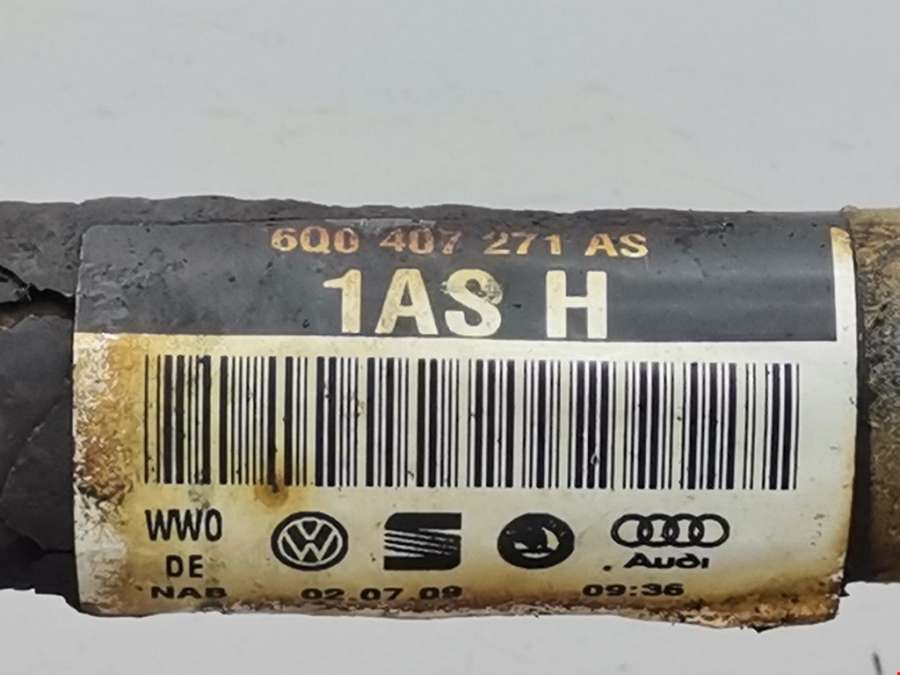 6Q0 407 271 AS
1AS H
WWO
DE
Audi
NAB 02.07.09 09:36